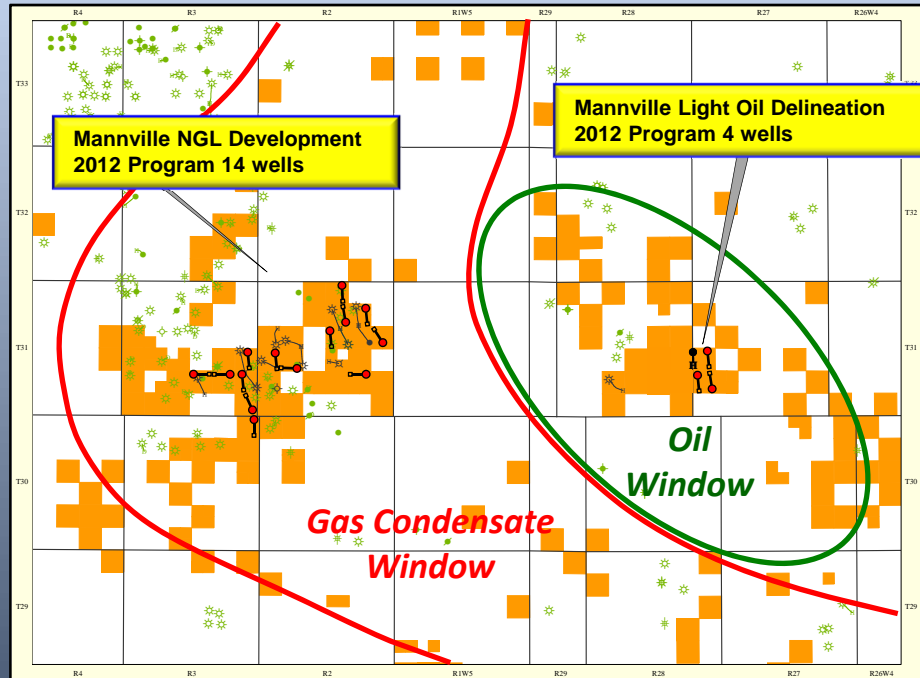 R4 R3 R2 R1W5 R29 R28 R27 R26W4
T33
T33
Mannville NGL Development
2012 Program 14 wells
Mannville Light Oil Delineation
2012 Program 4 wells
T32
T32
T31
T31
Oil
Window
T30
T30
Gas Condensate
Window
T29
T29
R4 R3 R2 R1W5 R29 R28 R27 R26W4